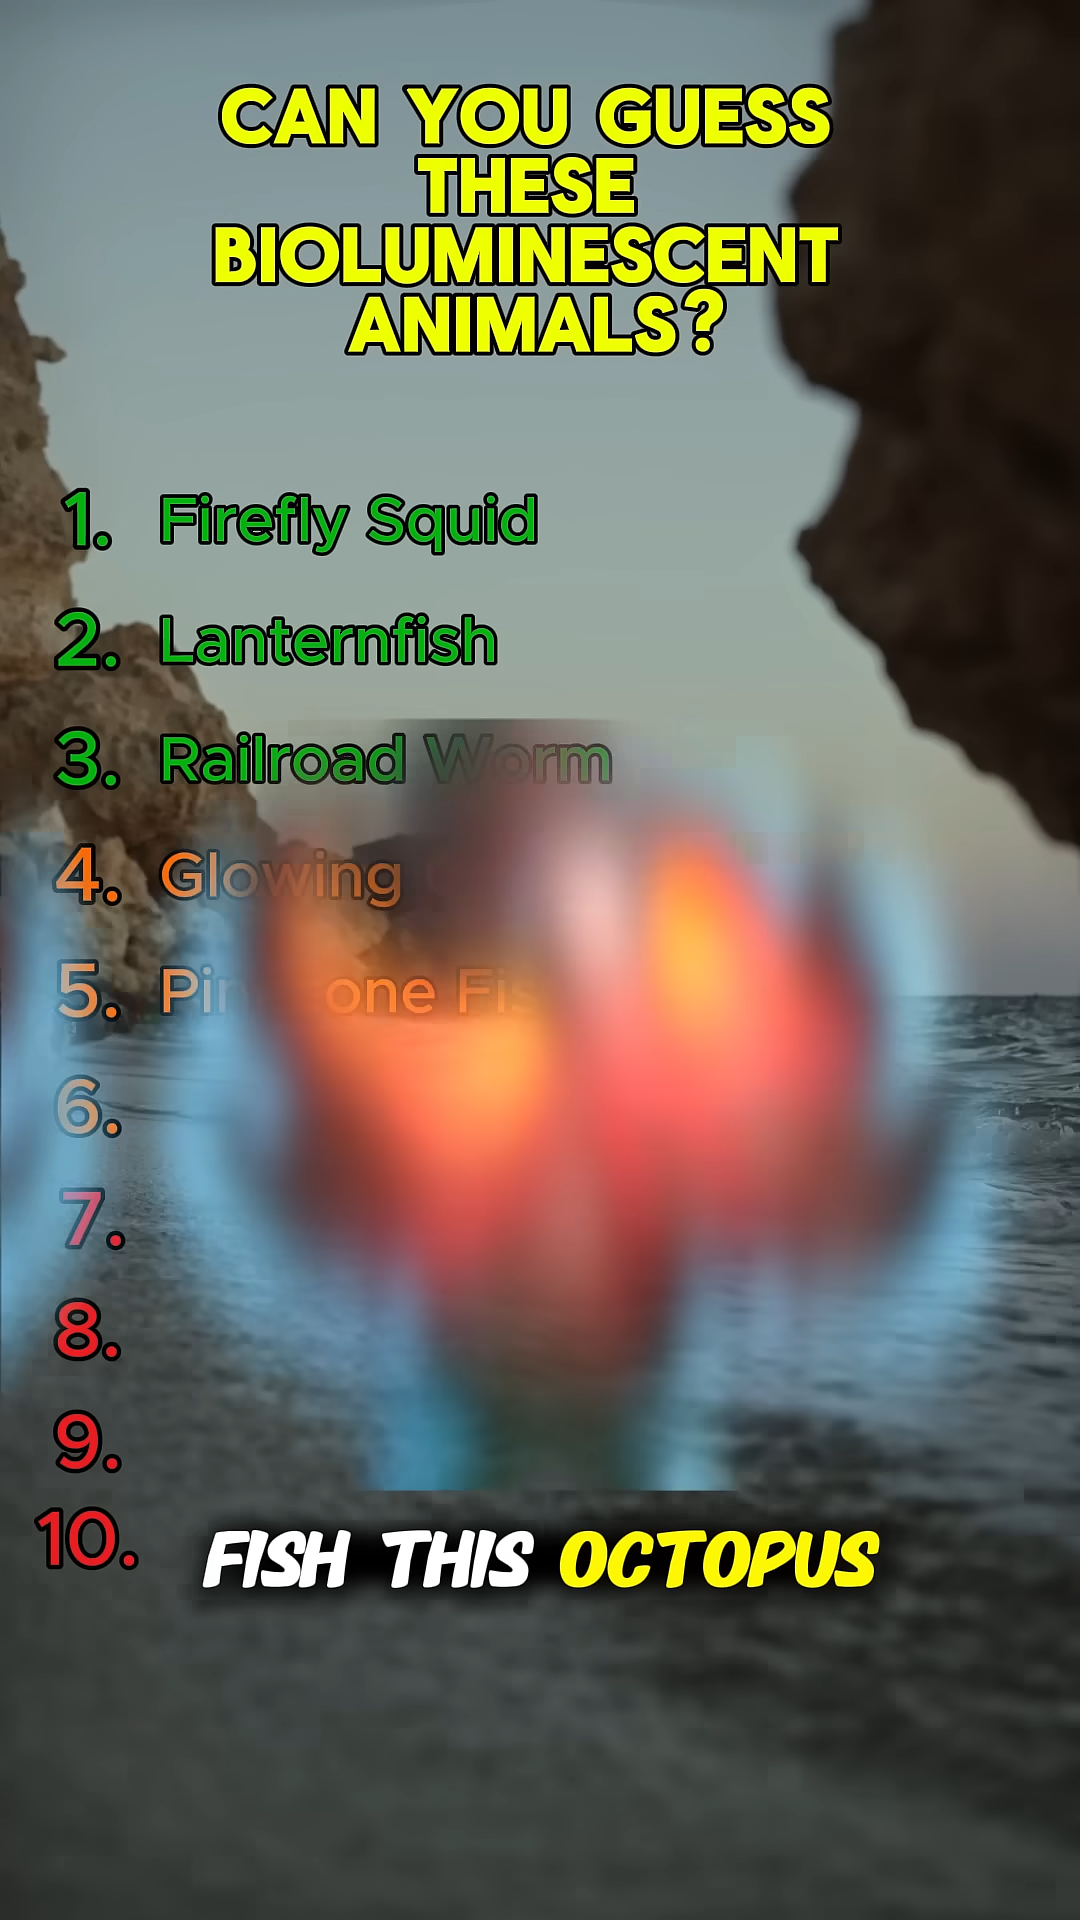 CAN YOU GUESS
THESE
BIOLUMINESCENT
ANIMALS?
1. Firefly Squid
2. Lanternfish
3. Railroad Worm
4. Glowing
5.
6.
7.
8.
9.
10.
FISH THIS OCTOPUS